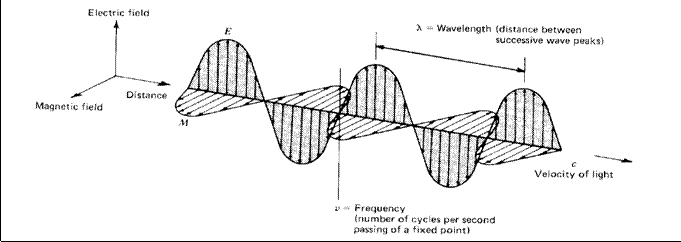 Electric field
E
λ = Wavelength (distance between
successive wave peaks)
Distance
Magnetic field
M
c
Velocity of light
ν = Frequency
(number of cycles per second
passing of a fixed point)